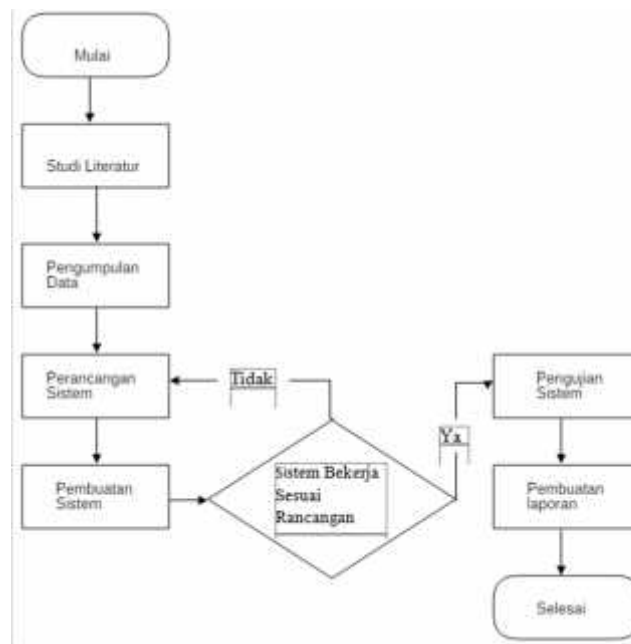 Mulai
Studi Literatur
Pengumpulan
Data
Perancangan
Sistem
Tidak
Pembuatan
Sistem
Sistem Bekerja
Sesuai
Rancangan
Ya
Pengujian
Sistem
Pembuatan
laporan
Selesai